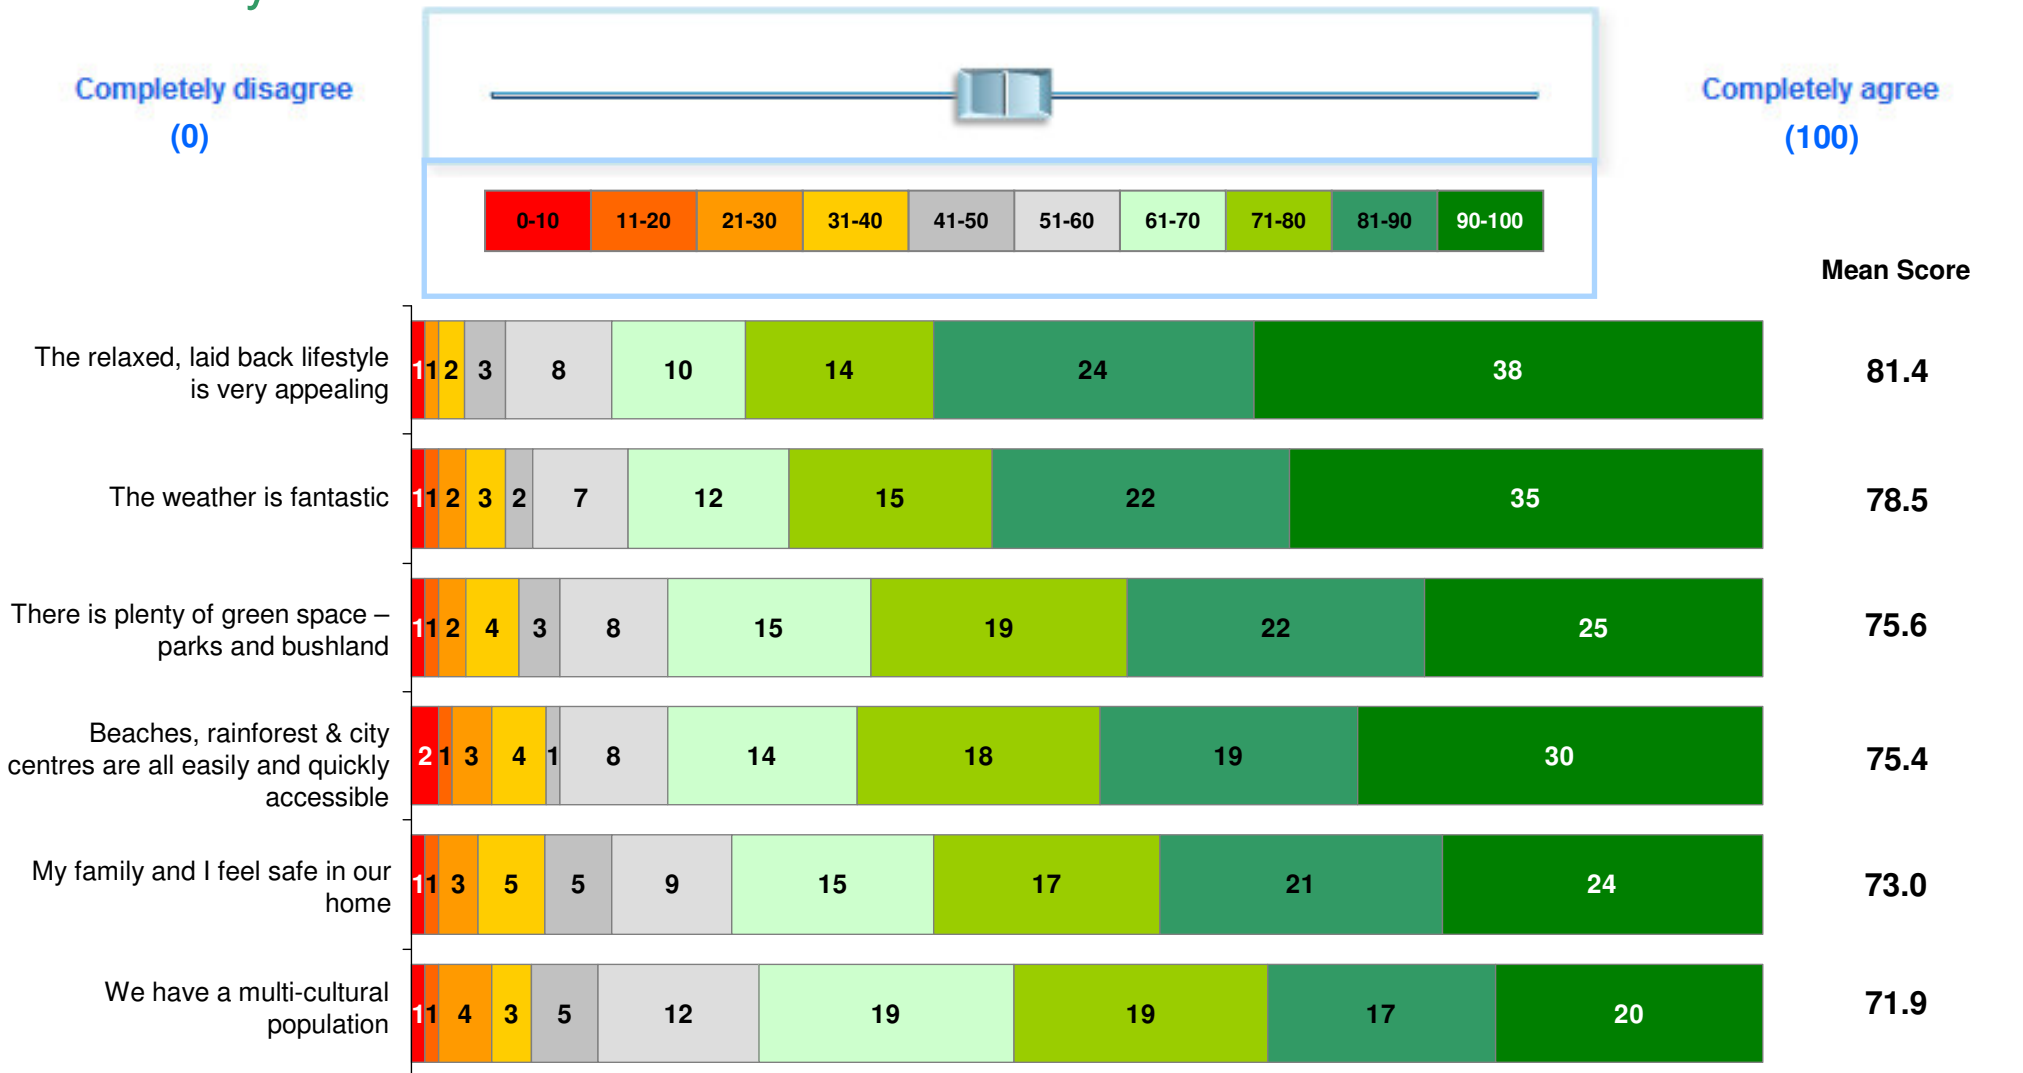 Completely disagree
(0)
Completely agree
(100)
0-10 11-20 21-30 31-40 41-50 51-60 61-70 71-80 81-90 90-100
Mean Score
The relaxed, laid back lifestyle
is very appealing
1 1 2 3 8 10 14 24 38
81.4
The weather is fantastic
1 1 2 3 2 7 12 15 22 35
78.5
There is plenty of green space –
parks and bushland
1 1 2 4 3 8 15 19 22 25
75.6
Beaches, rainforest & city
centres are all easily and quickly
accessible
2 1 3 4 1 8 14 18 19 30
75.4
My family and I feel safe in our
home
1 1 3 5 5 9 15 17 21 24
73.0
We have a multi-cultural
population
1 1 4 3 5 12 19 19 17 20
71.9